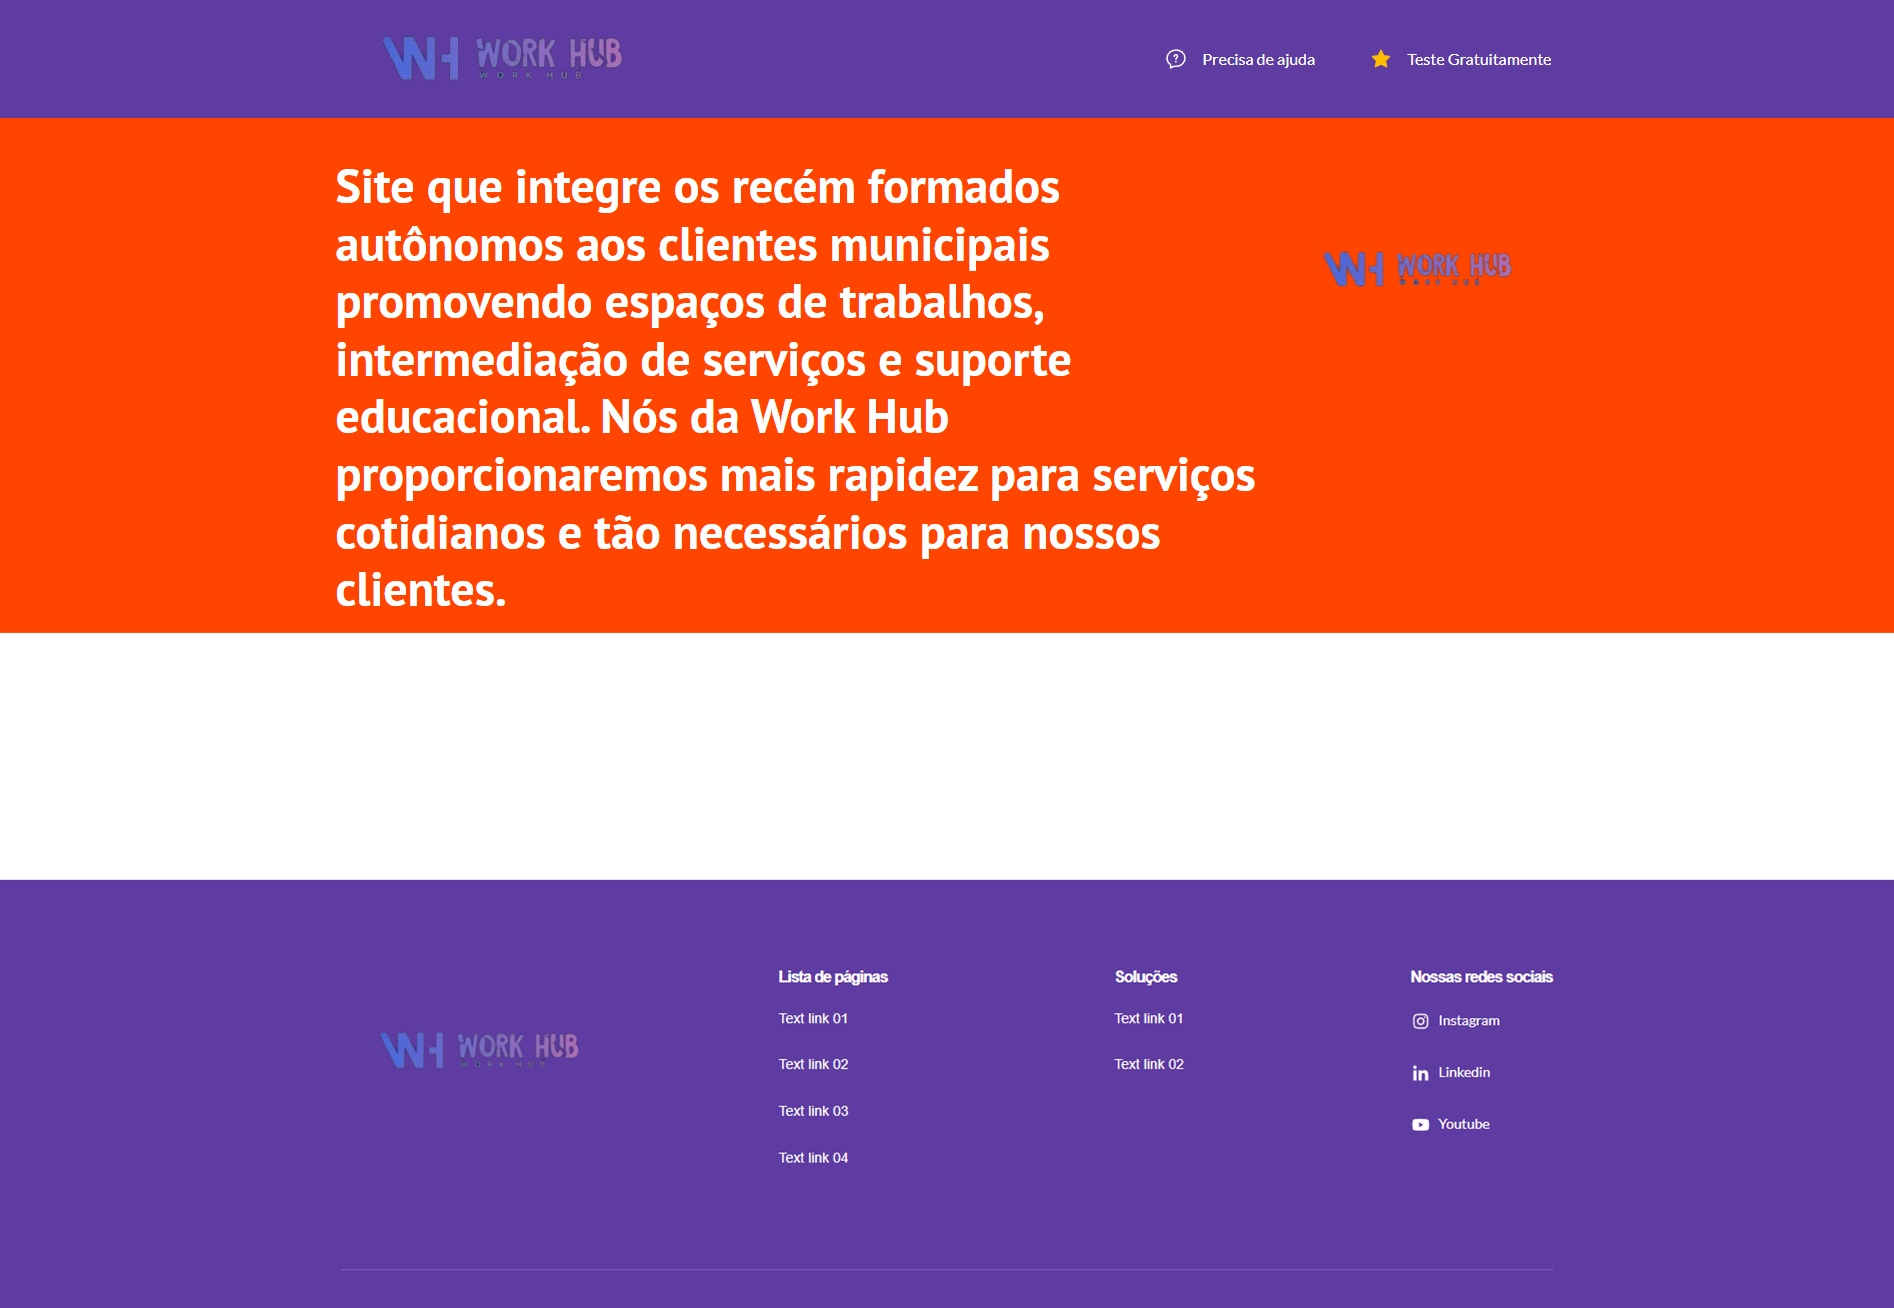 WH WORK HUB
WORK HUB
Precisa de ajuda
Teste Gratuitamente
Site que integre os recém formados
autônomos aos clientes municipais
promovendo espaços de trabalhos,
intermediação de serviços e suporte
educacional. Nós da Work Hub
proporcionaremos mais rapidez para serviços
cotidianos e tão necessários para nossos
clientes.
WH WORK HUB
WORK HUB
WH WORK HUB
WORK HUB
Lista de páginas
Text link 01
Text link 02
Text link 03
Text link 04
Soluções
Text link 01
Text link 02
Nossas redes sociais
Instagram
Linkedin
Youtube